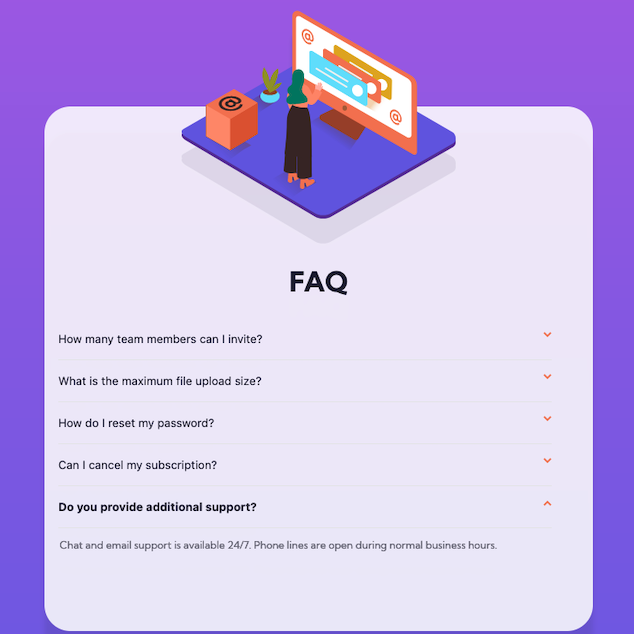 @
@
@
FAQ
How many team members can I invite?
What is the maximum file upload size?
How do I reset my password?
Can I cancel my subscription?
Do you provide additional support?
Chat and email support is available 24/7. Phone lines are open during normal business hours.